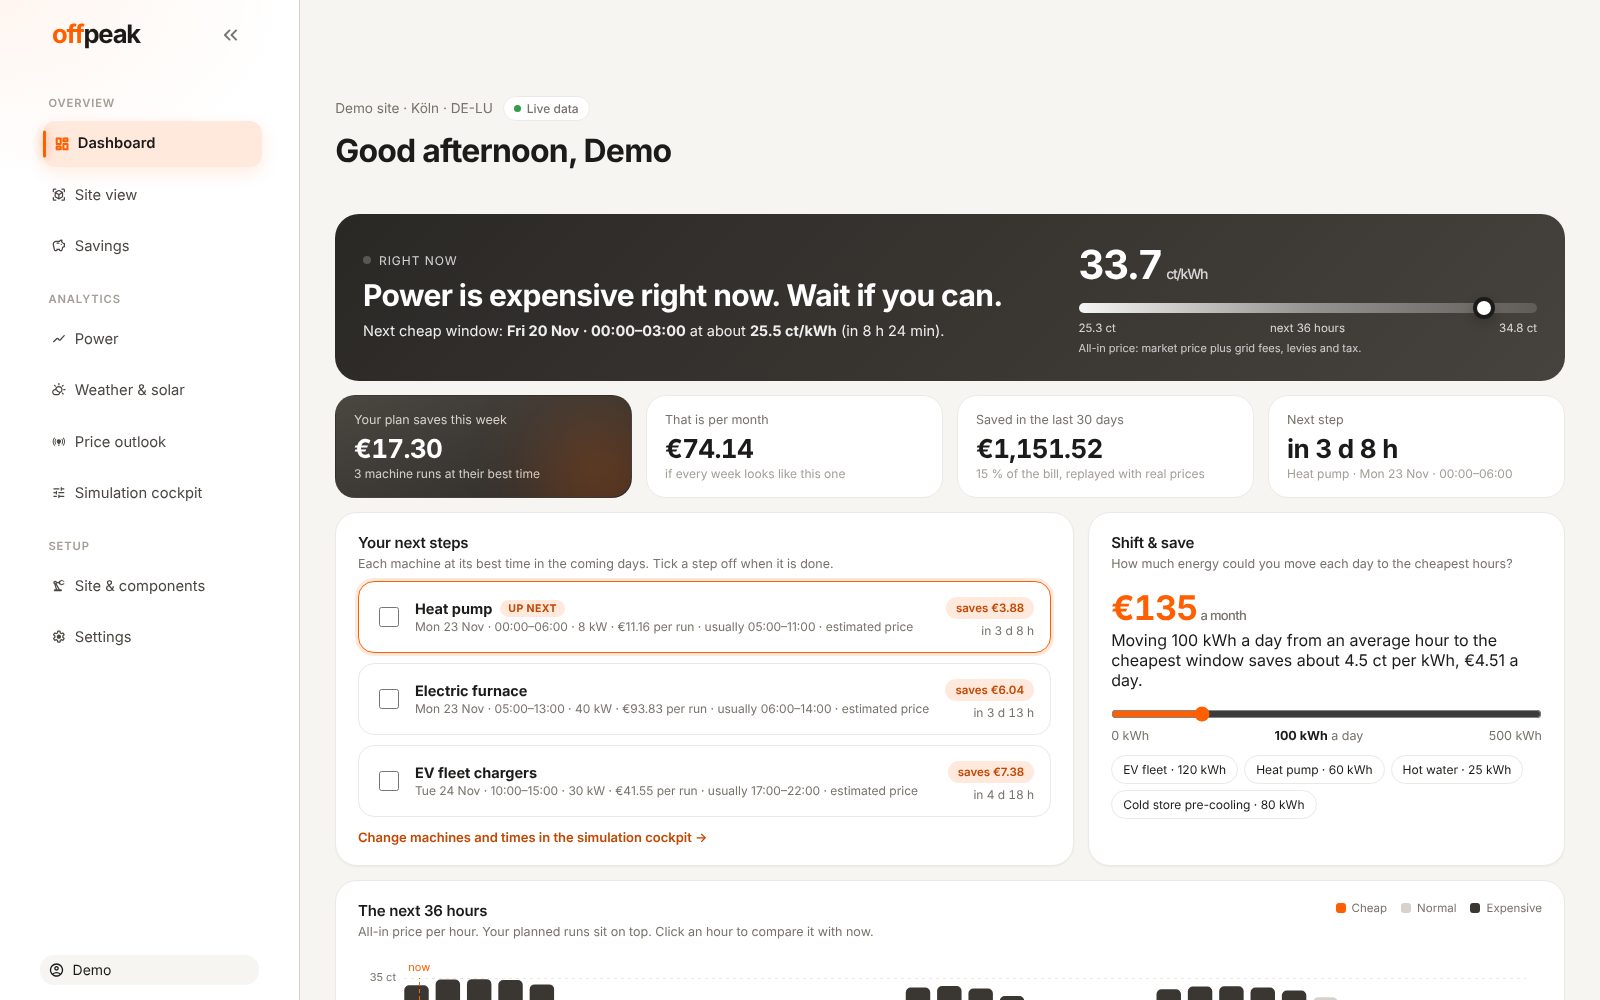 offpeak
OVERVIEW
Dashboard
Site view
Savings
ANALYTICS
Power
Weather & solar
Price outlook
Simulation cockpit
SETUP
Site & components
Settings
Demo
Demo site · Köln · DE-LU
Live data
Good afternoon, Demo
RIGHT NOW
Power is expensive right now. Wait if you can.
Next cheap window: Fri 20 Nov · 00:00–03:00 at about 25.5 ct/kWh (in 8 h 24 min).
33.7 ct/kWh
25.3 ct
next 36 hours
34.8 ct
All-in price: market price plus grid fees, levies and tax.
Your plan saves this week
€17.30
3 machine runs at their best time
That is per month
€74.14
if every week looks like this one
Saved in the last 30 days
€1,151.52
15 % of the bill, replayed with real prices
Next step
in 3 d 8 h
Heat pump · Mon 23 Nov · 00:00–06:00
Your next steps
Each machine at its best time in the coming days. Tick a step off when it is done.
Heat pump UP NEXT
Mon 23 Nov · 00:00–06:00 · 8 kW · €11.16 per run · usually 05:00–11:00 · estimated price
saves €3.88
in 3 d 8 h
Electric furnace
Mon 23 Nov · 05:00–13:00 · 40 kW · €93.83 per run · usually 06:00–14:00 · estimated price
saves €6.04
in 3 d 13 h
EV fleet chargers
Tue 24 Nov · 10:00–15:00 · 30 kW · €41.55 per run · usually 17:00–22:00 · estimated price
saves €7.38
in 4 d 18 h
Change machines and times in the simulation cockpit →
Shift & save
How much energy could you move each day to the cheapest hours?
€135 a month
Moving 100 kWh a day from an average hour to the
cheapest window saves about 4.5 ct per kWh, €4.51 a
day.
0 kWh
100 kWh a day
500 kWh
EV fleet · 120 kWh
Heat pump · 60 kWh
Hot water · 25 kWh
Cold store pre-cooling · 80 kWh
The next 36 hours
All-in price per hour. Your planned runs sit on top. Click an hour to compare it with now.
Cheap
Normal
Expensive
now
35 ct